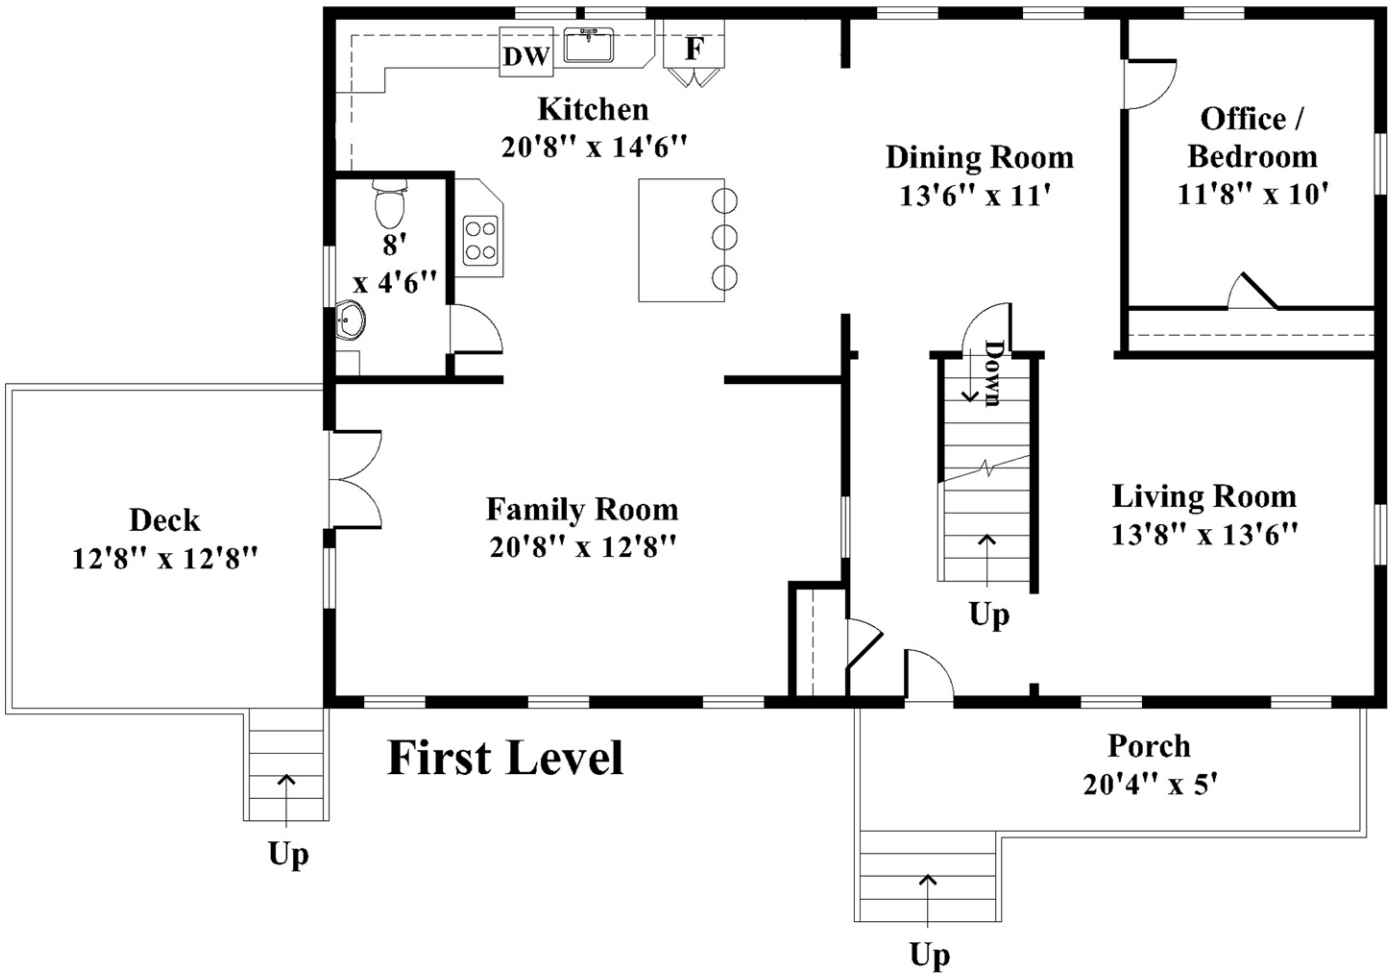 DW
F
Kitchen
20'8" x 14'6"
Dining Room
13'6" x 11'
Office /
Bedroom
11'8" x 10'
8'
x 4'6"
Down
Deck
12'8" x 12'8"
Family Room
20'8" x 12'8"
Living Room
13'8" x 13'6"
Up
First Level
Porch
20'4" x 5'
Up
Up